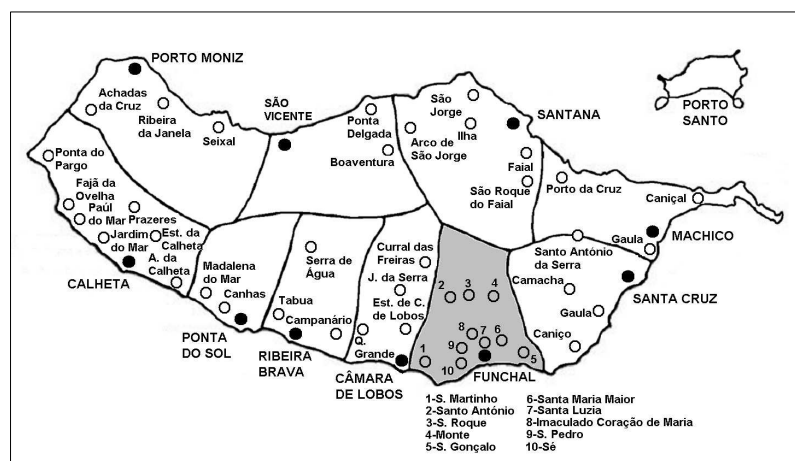 PORTO MONIZ
Achadas
da Cruz
Ribeira
da Janela
Seixal
SÃO
VICENTE
Ponta
Delgada
Boaventura
São
Jorge
Ilha
Arco de
São Jorge
SANTANA
Faial
São Roque
do Faial
PORTO
SANTO
Ponta do
Pargo
Fajã da
Ovelha
Paúl
do Mar
Prazeres
Jardim
do Mar
Est. da
Calheta
A. da
Calheta
CALHETA
Madalena
do Mar
Canhas
PONTA
DO SOL
Serra de
Água
Tabua
Campanário
RIBEIRA
BRAVA
Curral das
Freiras
J. da Serra
Est. de C.
de Lobos
Q.
Grande
CÂMARA
DE LOBOS
Porto da Cruz
Caniçal
Gaula
MACHICO
Santo António
da Serra
Camacha
Gaula
Caniço
SANTA CRUZ
2 3 4
8 7 6
9
1 10 5
FUNCHAL
1-S. Martinho
2-Santo António
3-S. Roque
4-Monte
5-S. Gonçalo
6-Santa Maria Maior
7-Santa Luzia
8-Imaculado Coração de Maria
9-S. Pedro
10-Sé